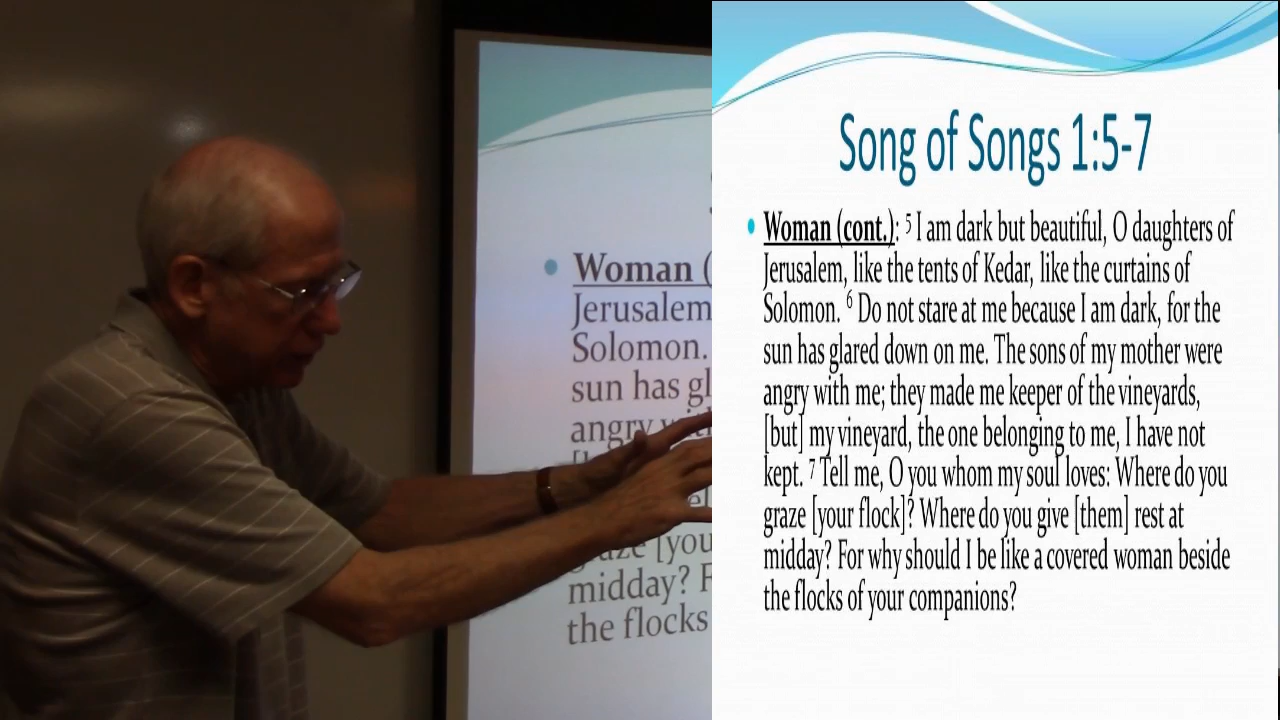 Song of Songs 1:5-7
• Woman (cont.): ⁵ I am dark but beautiful, O daughters of
Jerusalem, like the tents of Kedar, like the curtains of
Solomon. ⁶ Do not stare at me because I am dark, for the
sun has glared down on me. The sons of my mother were
angry with me; they made me keeper of the vineyards,
[but] my vineyard, the one belonging to me, I have not
kept. ⁷ Tell me, O you whom my soul loves: Where do you
graze [your flock]? Where do you give [them] rest at
midday? For why should I be like a covered woman beside
the flocks of your companions?
• Woman (
Jerusalem
Solomon.
sun has gl
angry
[you
midday? F
the flocks